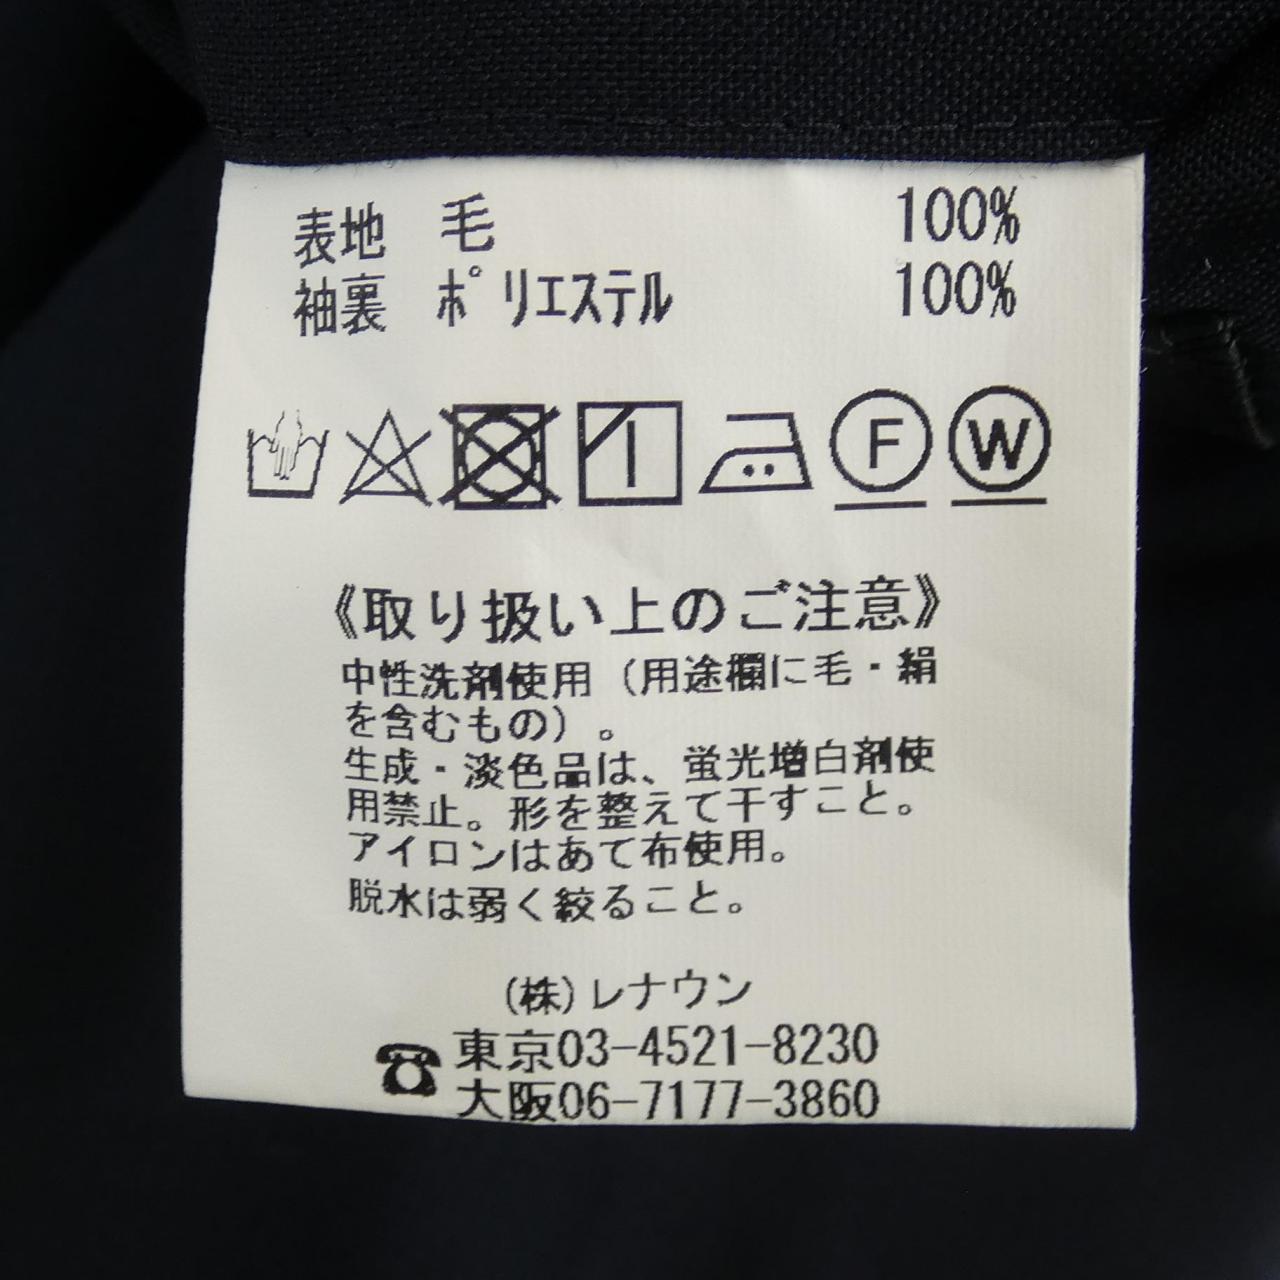 表地 毛 100%
袖裏 ポリエステル 100%
F W
《取り扱い上のご注意》
中性洗剤使用（用途欄に毛・絹
を含むもの）。
生成・淡色品は、蛍光増白剤使
用禁止。形を整えて干すこと。
アイロンはあて布使用。
脱水は弱く絞ること。
(株)レナウン
☎東京03-4521-8230
大阪06-7177-3860